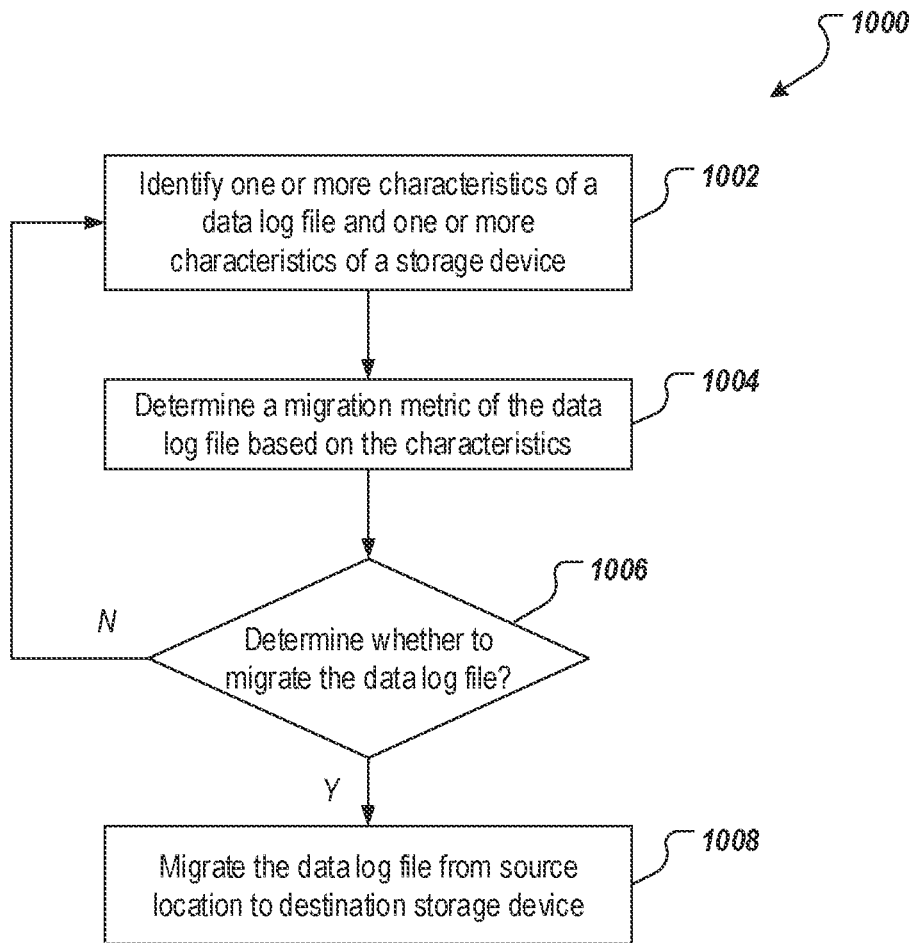 1000
Identify one or more characteristics of a
data log file and one or more
characteristics of a storage device
1002
Determine a migration metric of the data
log file based on the characteristics
1004
Determine whether to
migrate the data log file?
1006
N
Y
Migrate the data log file from source
location to destination storage device
1008